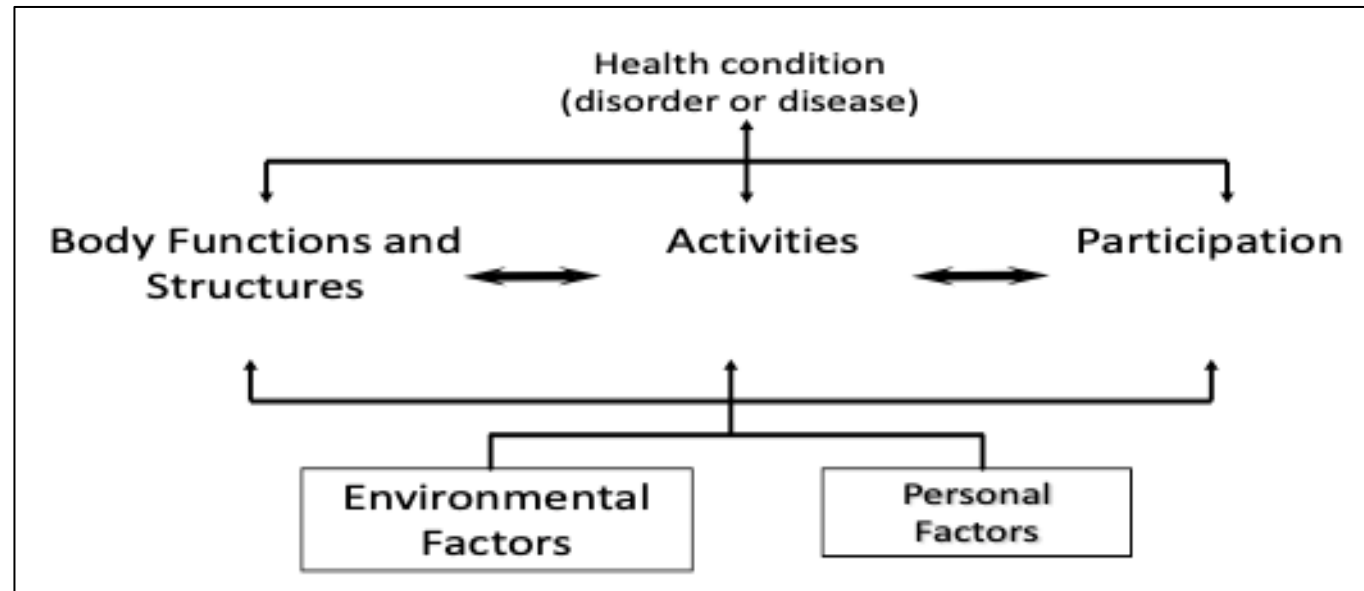 Health condition
(disorder or disease)
Body Functions and
Structures
Activities
Participation
Environmental
Factors
Personal
Factors